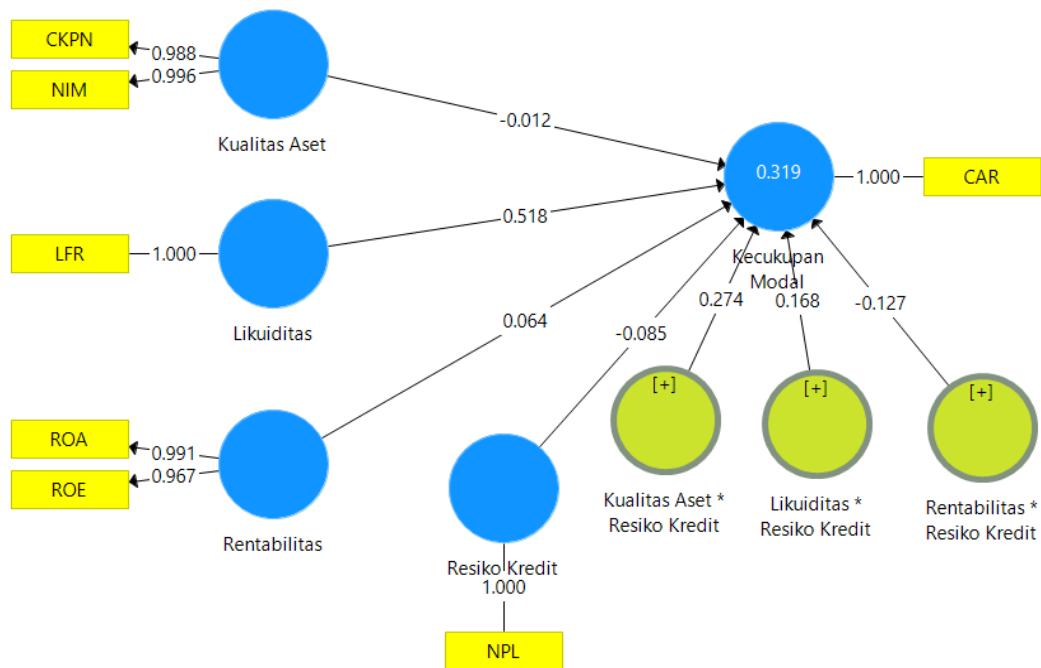 CKPN
0.988
0.996
NIM
Kualitas Aset
-0.012
0.319
1.000
CAR
Kecukupan
Modal
LFR
1.000
0.518
Likuiditas
0.064
-0.085
0.274
0.168
-0.127
[+]
[+]
[+]
ROA
0.991
0.967
ROE
Rentabilitas
Kualitas Aset *
Resiko Kredit
Likuiditas *
Resiko Kredit
Rentabilitas *
Resiko Kredit
Resiko Kredit
1.000
NPL